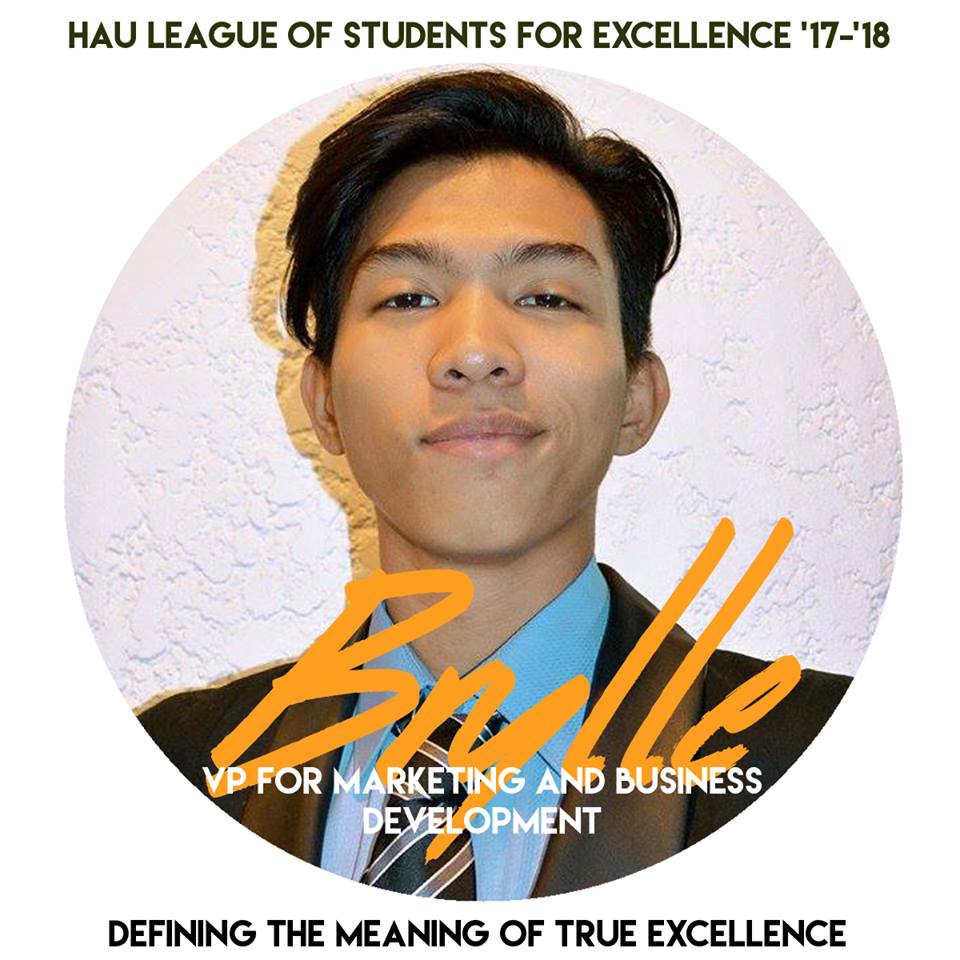 HAU LEAGUE OF STUDENTS FOR EXCELLENCE '17-'18
Brylle
VP FOR MARKETING AND BUSINESS
DEVELOPMENT
DEFINING THE MEANING OF TRUE EXCELLENCE